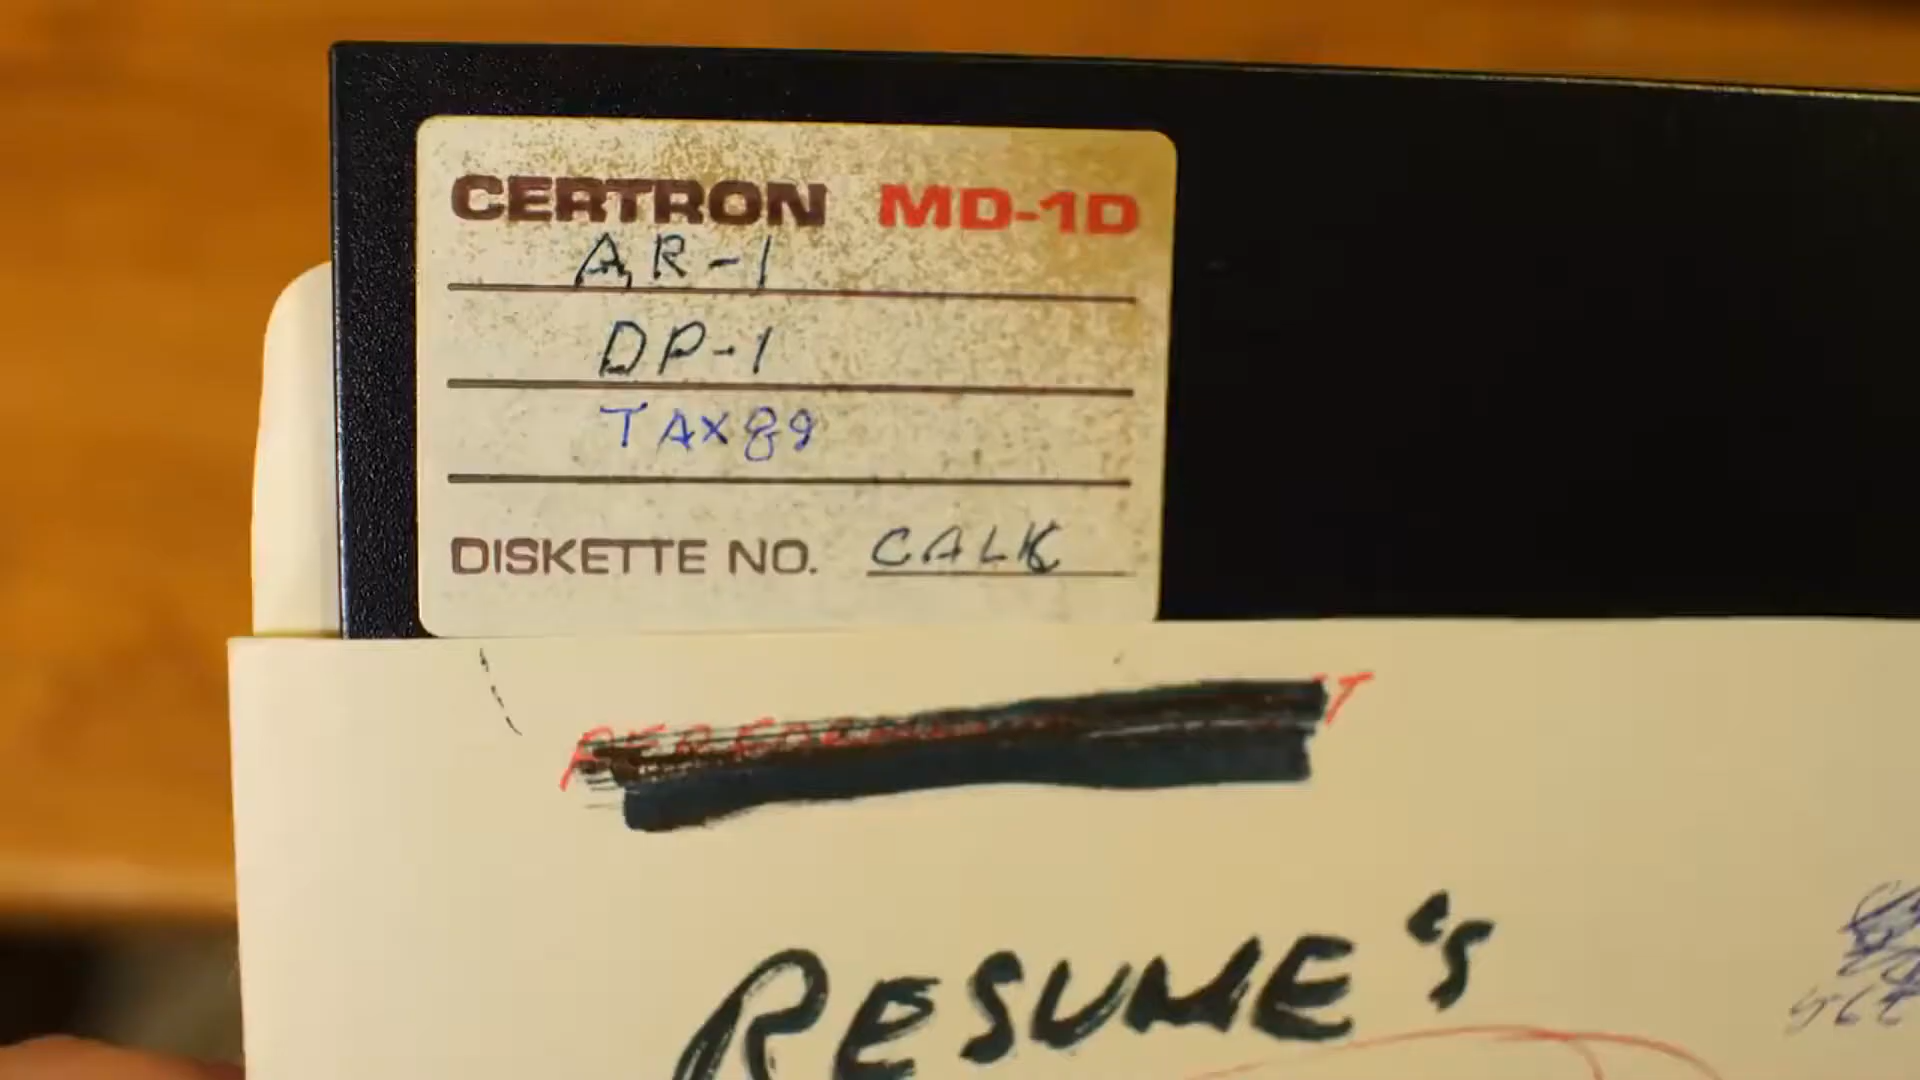 CERTRON MD-1D
AR-1
DP-1
TAX89
DISKETTE NO. CALK
RESUME'S